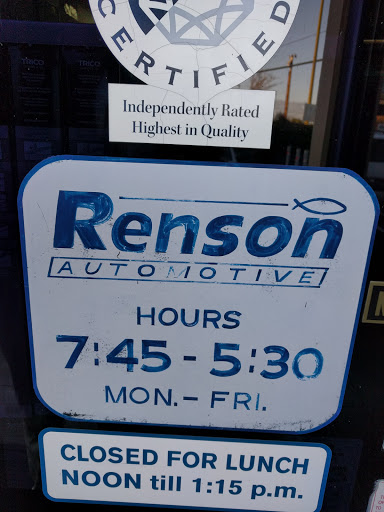 CERTIFIED
Independently Rated
Highest in Quality
Renson
AUTOMOTIVE
HOURS
7:45 - 5:30
MON. - FRI.
CLOSED FOR LUNCH
NOON till 1:15 p.m.